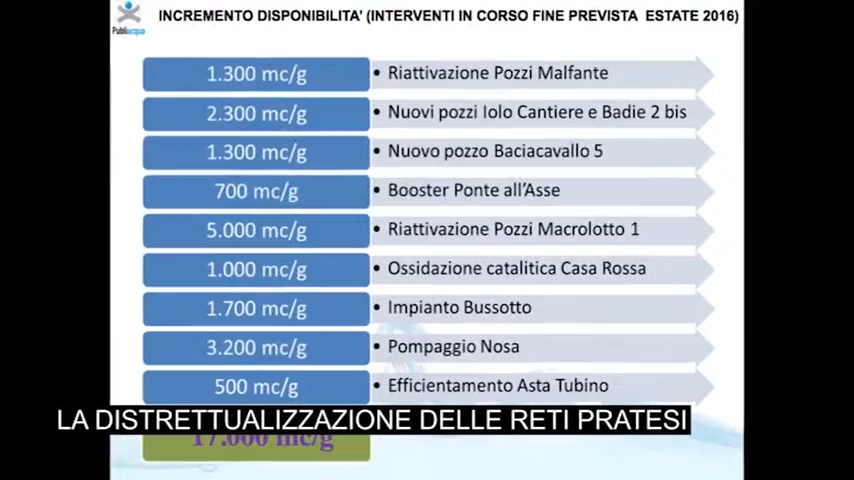 INCREMENTO DISPONIBILITA' (INTERVENTI IN CORSO FINE PREVISTA ESTATE 2016)
Publiacqua
1.300 mc/g • Riattivazione Pozzi Malfante
2.300 mc/g • Nuovi pozzi Iolo Cantiere e Badie 2 bis
1.300 mc/g • Nuovo pozzo Baciacavallo 5
700 mc/g • Booster Ponte all'Asse
5.000 mc/g • Riattivazione Pozzi Macrolotto 1
1.000 mc/g • Ossidazione catalitica Casa Rossa
1.700 mc/g • Impianto Bussotto
3.200 mc/g • Pompaggio Nosa
500 mc/g • Efficientamento Asta Tubino
LA DISTRETTUALIZZAZIONE DELLE RETI PRATESI
17.000 mc/g